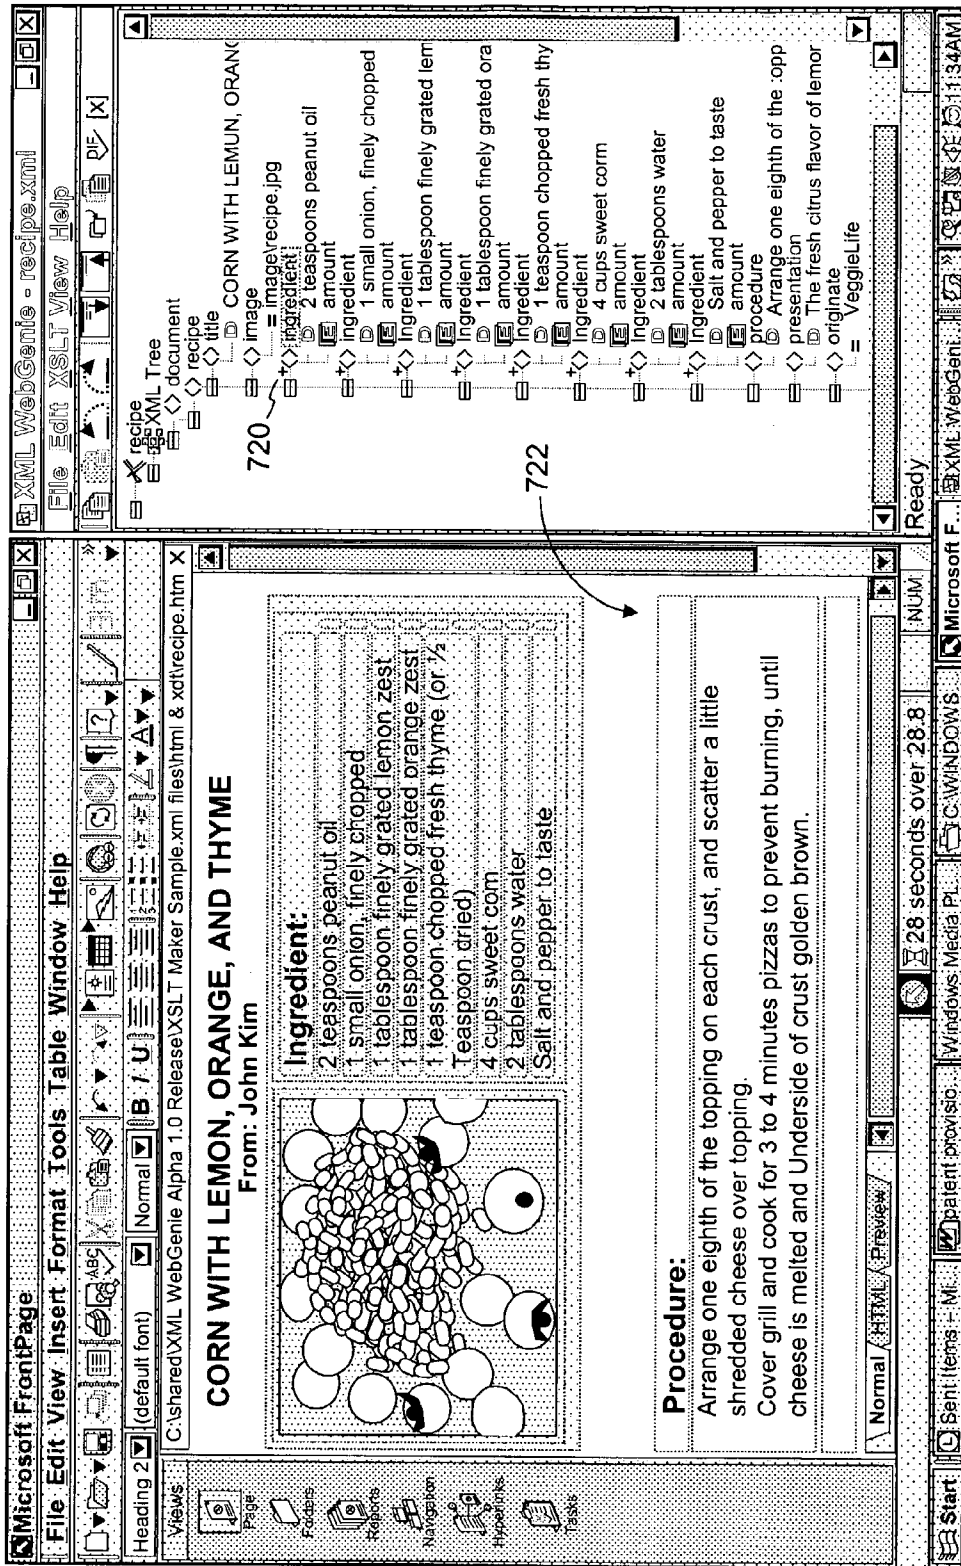 Microsoft FrontPage
File Edit View Insert Format Tools Table Window Help
ABC
Heading 2 (default font) Normal B I U A
Views C:\shared\XML WebGenie Alpha 1.0 Release\XSLT Maker Sample.xml files\html & xdt\recipe.htm X
Page
Folders
Reports
Navigation
Hyperlinks
Tasks
CORN WITH LEMON, ORANGE, AND THYME
From: John Kim
Ingredient:
2 teaspoons peanut oil
1 small onion, finely chopped
1 tablespoon finely grated lemon zest
1 tablespoon finely grated orange zest
1 teaspoon chopped fresh thyme (or ½
Teaspoon dried)
4 cups sweet corn
2 tablespoons water
Salt and pepper to taste
722
Procedure:
Arrange one eighth of the topping on each crust, and scatter a little
shredded cheese over topping.
Cover grill and cook for 3 to 4 minutes pizzas to prevent burning, until
cheese is melted and Underside of crust golden brown.
Normal HTML Preview
28 seconds over 28.8 NUM
XML WebGenie - recipe.xml
File Edit XSLT View Help
DIF [X]
recipe
XML Tree
document
recipe
title
D CORN WITH LEMUN, ORANG
image
= image\recipe.jpg
720
ingredient
D 2 teaspoons peanut oil
E amount
Ingredient
D 1 small onion, finely chopped
E amount
Ingredient
D 1 tablespoon finely grated lem
E amount
Ingredient
D 1 tablespoon finely grated ora
E amount
Ingredient
D 1 teaspoon chopped fresh thy
E amount
Ingredient
D 4 cups sweet corm
E amount
Ingredient
D 2 tablespoons water
E amount
Ingredient
D Salt and pepper to taste
E amount
procedure
D Arrange one eighth of the :opp
presentation
D The fresh citrus flavor of lemor
originate
= VeggieLife
Ready
Start Sent Items - Mi.. patent provisio... Windows Media PL... C:\WINDOWS Microsoft F... XML WebGeni... 11:34AM